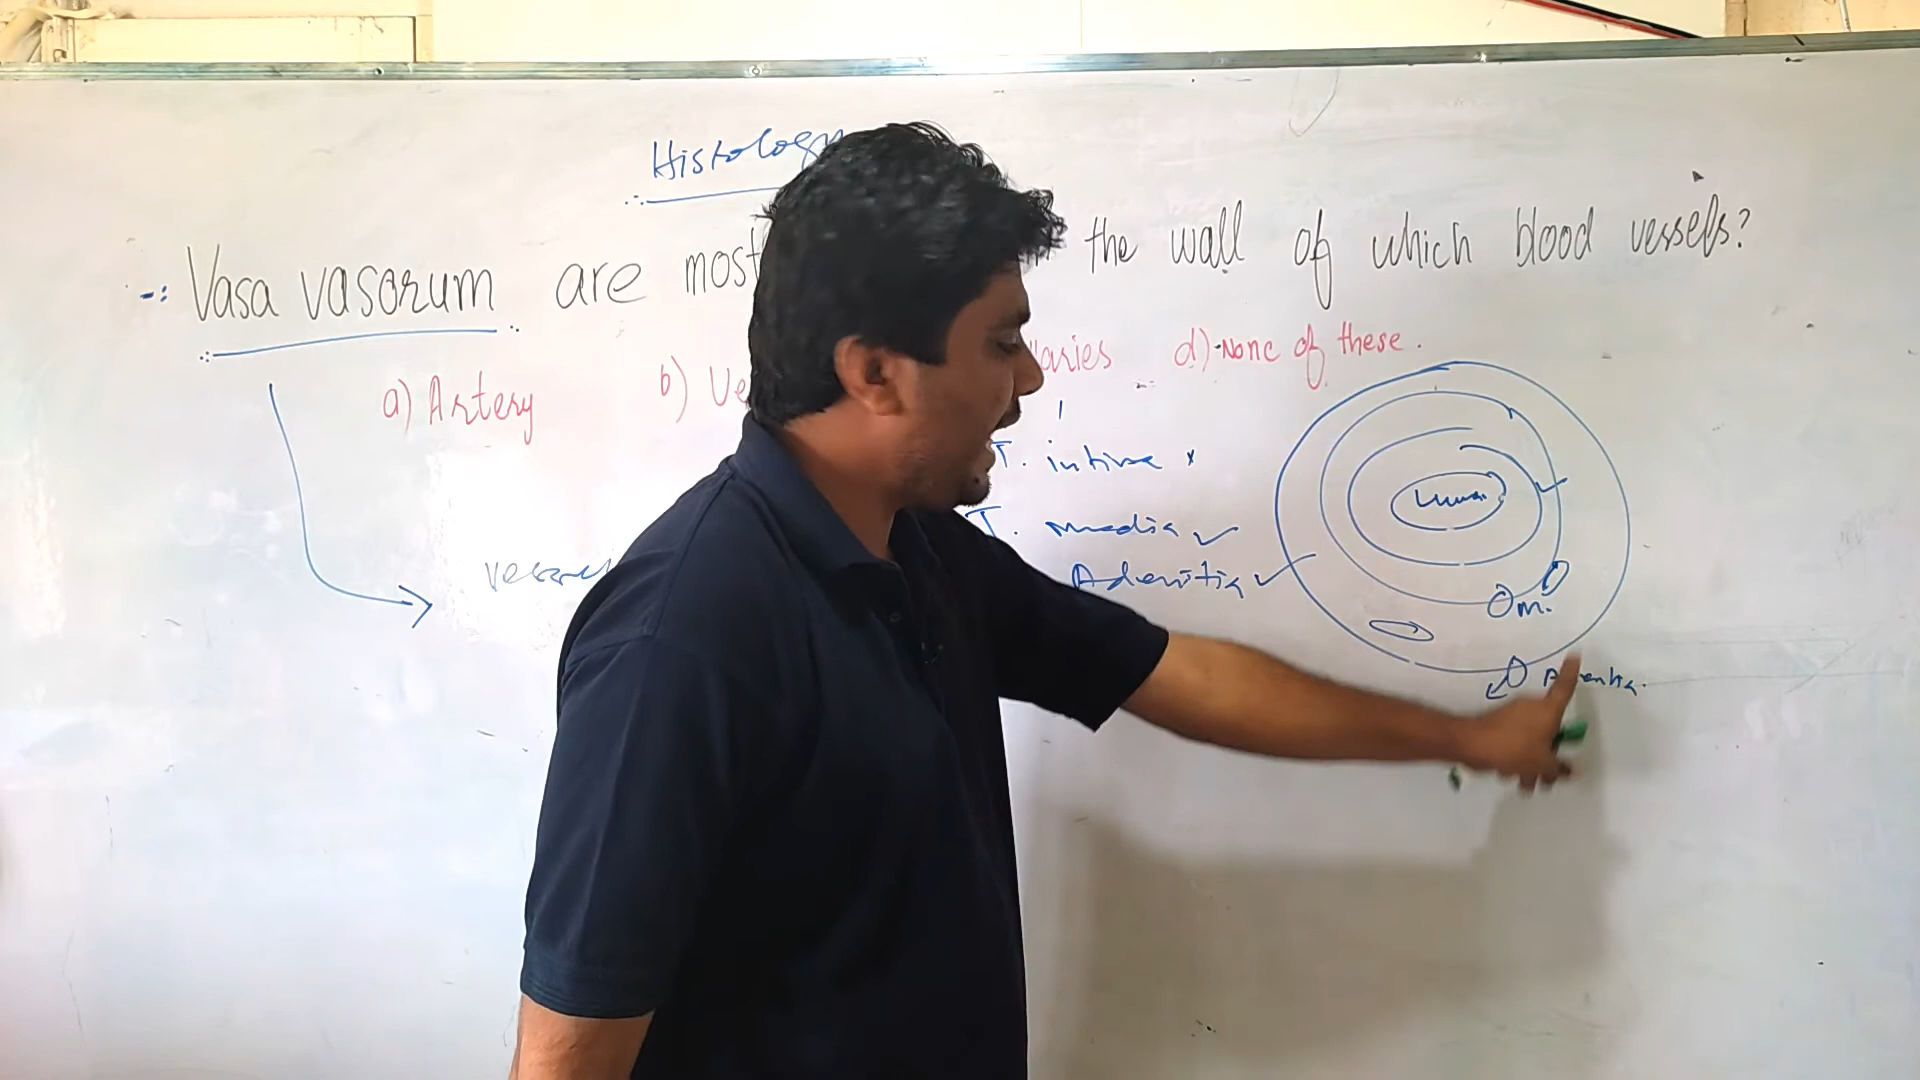 Histology
Vasa vasorum are most the wall of which blood vessels?
a) Artery b) Ve aries d) None of these.
T. intima x
T. media ✓
Adventia ✓
Lumen
m.